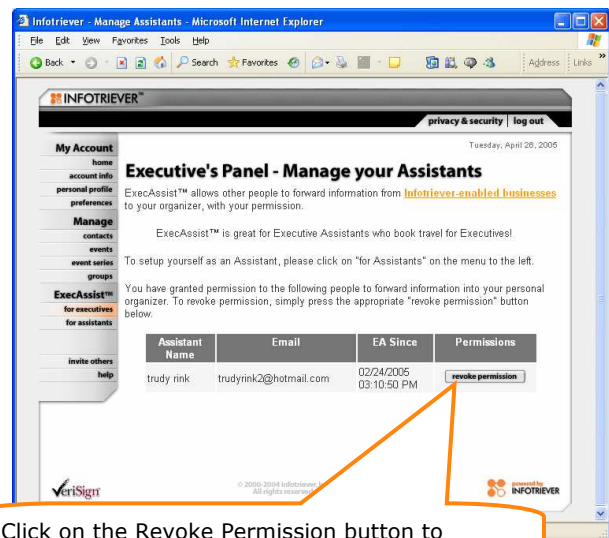 Infotriever - Manage Assistants - Microsoft Internet Explorer
File Edit View Favorites Tools Help
Back Search Favorites Address Links »
INFOTRIEVER™
privacy & security | log out
Tuesday, April 26, 2005
My Account
home
account info
personal profile
preferences
Manage
contacts
events
event series
groups
ExecAssist™
for executives
for assistants
invite others
help
Executive's Panel - Manage your Assistants
ExecAssist™ allows other people to forward information from Infotriever-enabled businesses
to your organizer, with your permission.
ExecAssist™ is great for Executive Assistants who book travel for Executives!
To setup yourself as an Assistant, please click on "for Assistants" on the menu to the left.
You have granted permission to the following people to forward information into your personal
organizer. To revoke permission, simply press the appropriate "revoke permission" button
below.
Assistant Name Email EA Since Permissions
trudy rink trudyrink2@hotmail.com 02/24/2005 03:10:50 PM revoke permission
VeriSign
© 2000-2004 Infotriever,
All rights reserved
powered by
INFOTRIEVER
Click on the Revoke Permission button to